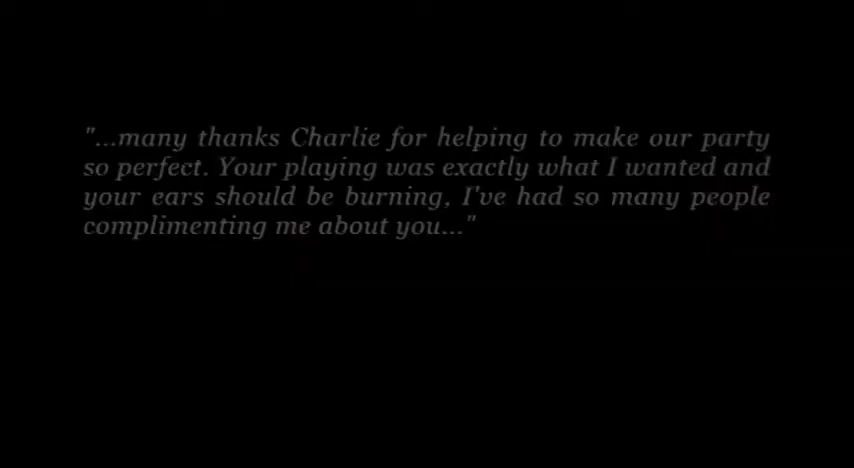 "...many thanks Charlie for helping to make our party
so perfect. Your playing was exactly what I wanted and
your ears should be burning, I've had so many people
complimenting me about you..."